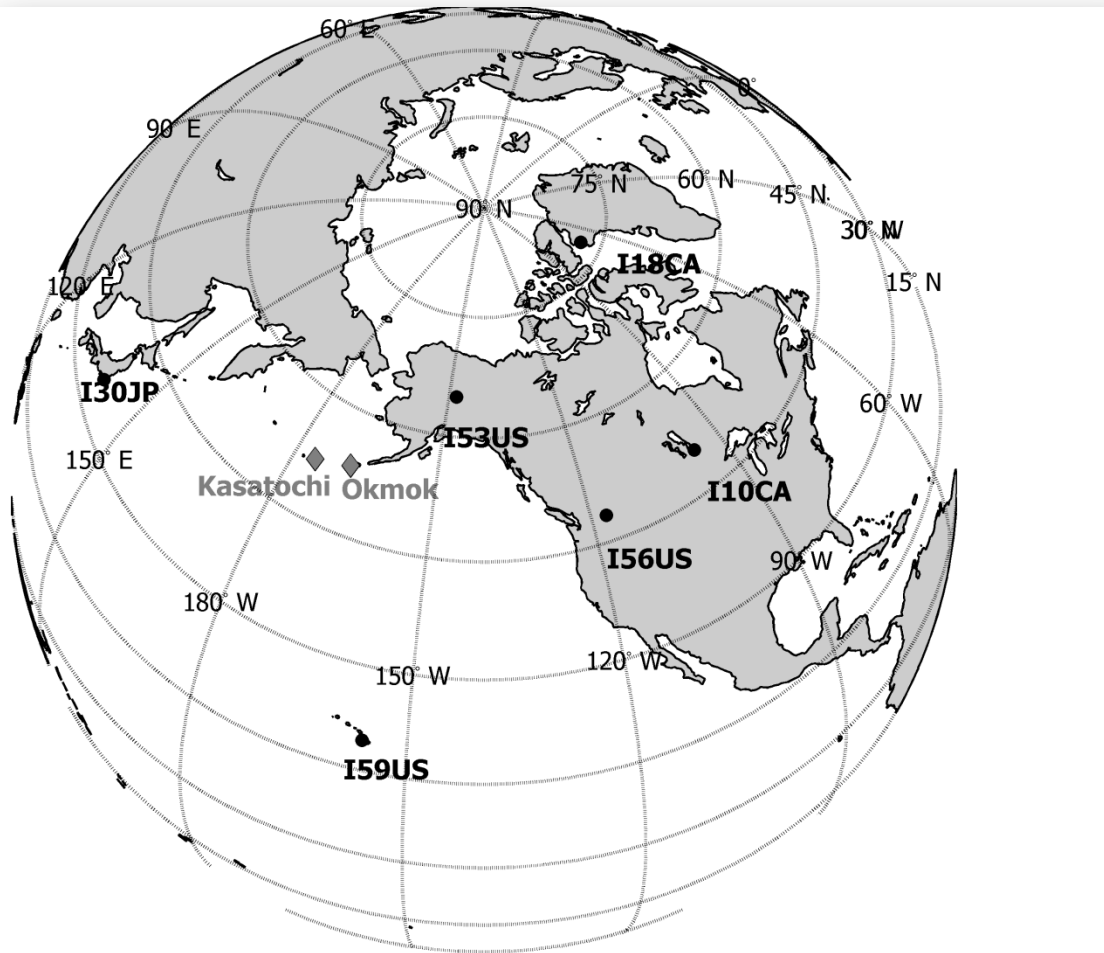 60° E
0°
90° E
75° N
60° N
45° N
90° N
30° W
15° N
I18CA
120° E
I30JP
60° W
I53US
150° E
Kasatochi
Okmok
I10CA
I56US
90° W
180° W
120° W
150° W
I59US